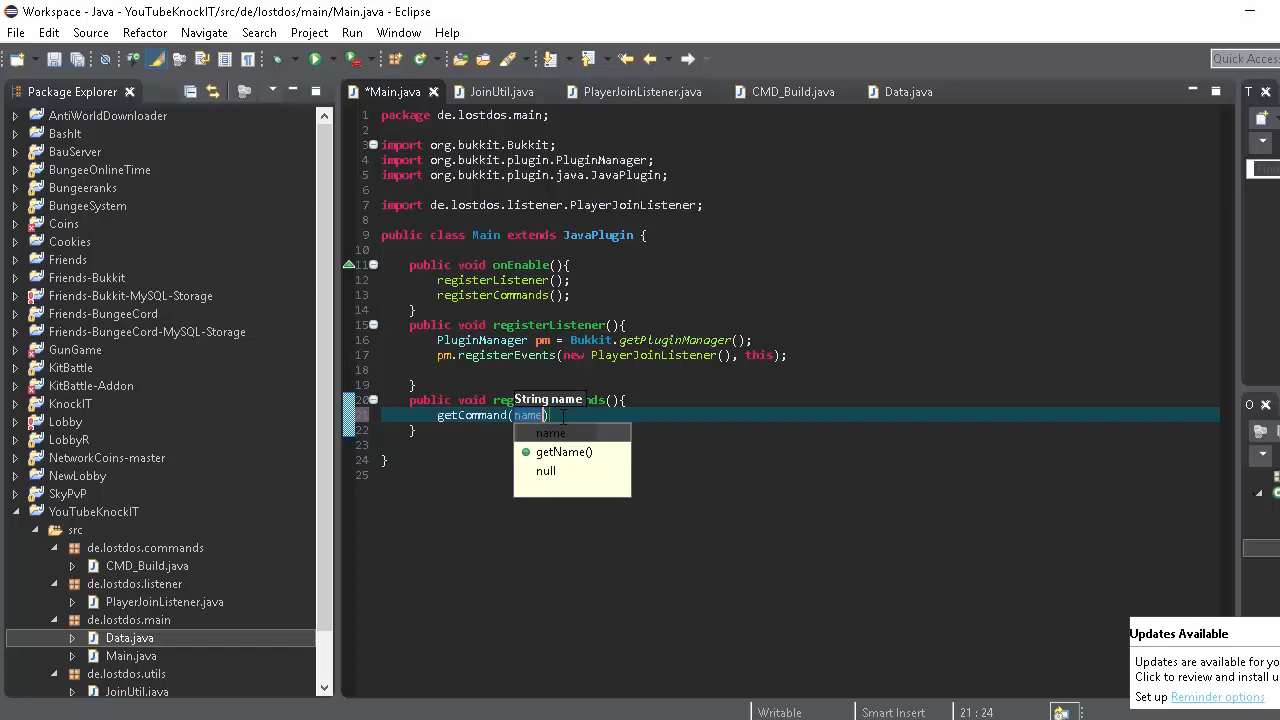 Workspace - Java - YouTubeKnockIT/src/de/lostdos/main/Main.java - Eclipse
File Edit Source Refactor Navigate Search Project Run Window Help
Quick Acces
Package Explorer
*Main.java JoinUtil.java PlayerJoinListener.java CMD_Build.java Data.java
T
AntiWorldDownloader
BashIt
BauServer
BungeeOnlineTime
Bungeeranks
BungeeSystem
Coins
Cookies
Friends
Friends-Bukkit
Friends-Bukkit-MySQL-Storage
Friends-BungeeCord
Friends-BungeeCord-MySQL-Storage
GunGame
KitBattle
KitBattle-Addon
KnockIT
Lobby
LobbyR
NetworkCoins-master
NewLobby
SkyPvP
YouTubeKnockIT
src
de.lostdos.commands
CMD_Build.java
de.lostdos.listener
PlayerJoinListener.java
de.lostdos.main
Data.java
Main.java
de.lostdos.utils
JoinUtil.java
1 package de.lostdos.main;
2
3 import org.bukkit.Bukkit;
4 import org.bukkit.plugin.PluginManager;
5 import org.bukkit.plugin.java.JavaPlugin;
6
7 import de.lostdos.listener.PlayerJoinListener;
8
9 public class Main extends JavaPlugin {
10
11 public void onEnable(){
12 registerListener();
13 registerCommands();
14 }
15 public void registerListener(){
16 PluginManager pm = Bukkit.getPluginManager();
17 pm.registerEvents(new PlayerJoinListener(), this);
18
19 }
20 public void reg nds(){
String name
21 getCommand(name)
22 }
23
24 }
25
name
getName()
null
O
Updates Available
Updates are available for yo
Click to review and install u
Set up Reminder options
Writable Smart Insert 21 : 24